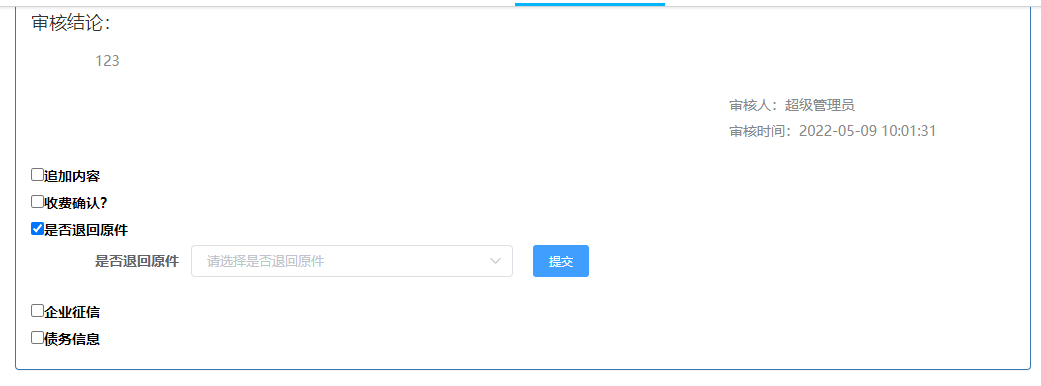 审核结论：
123
审核人：超级管理员
审核时间：2022-05-09 10:01:31
追加内容
收费确认?
是否退回原件
是否退回原件 请选择是否退回原件 提交
企业征信
债务信息